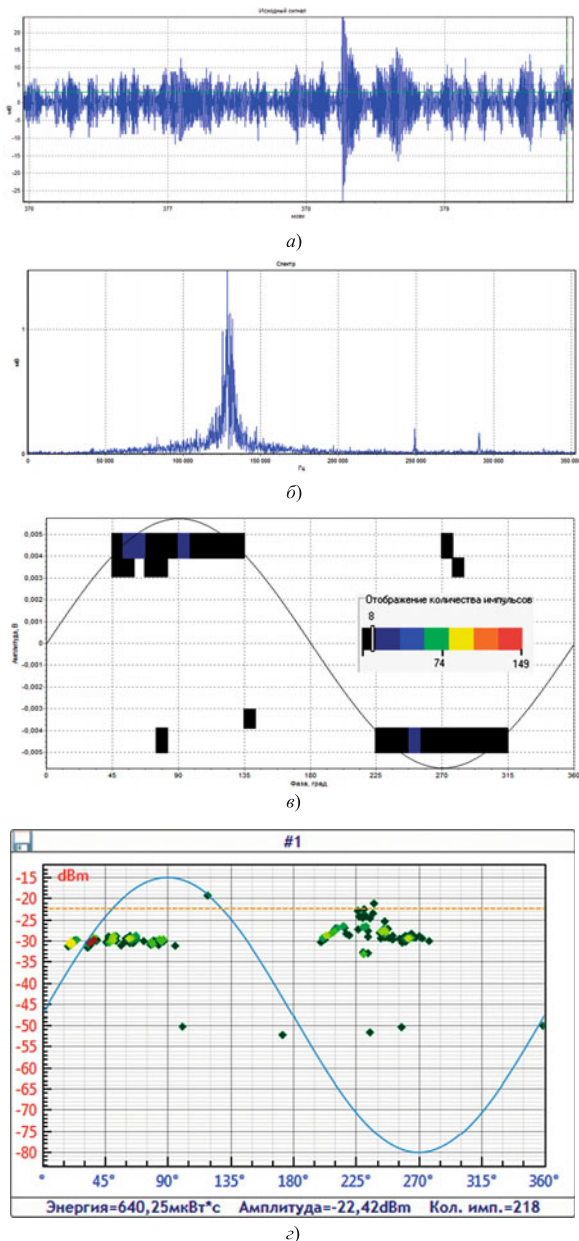 Исходный сигнал
20
15
10
5
0
-5
-10
-15
-20
-25
мВ
376 377 378 379
мсек
а)
Спектр
1
0
мВ
0 50 000 100 000 150 000 200 000 250 000 300 000 350 000
Гц
б)
0,005
0,004
0,003
0,002
0,001
0
-0,001
-0,002
-0,003
-0,004
-0,005
Амплитуда, В
Отображение количества импульсов
8
74 149
0 45 90 135 180 225 270 315 360
Фаза, град.
в)
#1
dBm
-15
-20
-25
-30
-35
-40
-45
-50
-55
-60
-65
-70
-75
-80
0° 45° 90° 135° 180° 225° 270° 315° 360°
Энергия=640,25мкВт*с Амплитуда=-22,42dBm Кол. имп.=218
г)